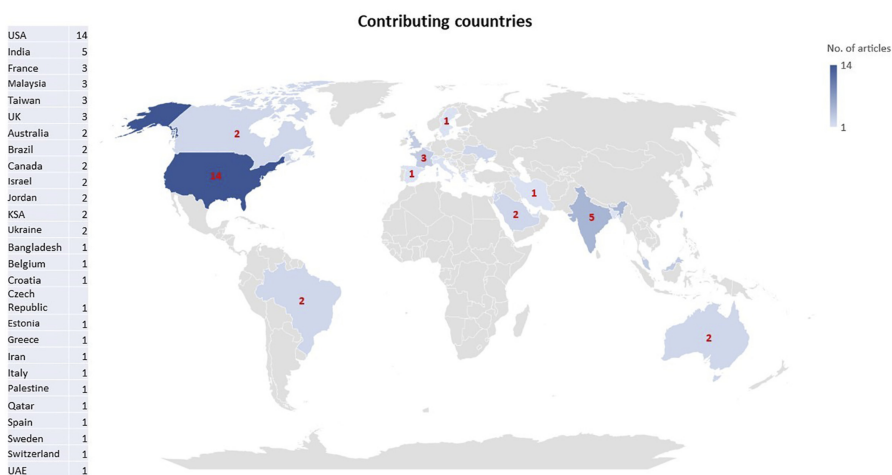 Contributing couuntries
USA 14
India 5
France 3
Malaysia 3
Taiwan 3
UK 3
Australia 2
Brazil 2
Canada 2
Israel 2
Jordan 2
KSA 2
Ukraine 2
Bangladesh 1
Belgium 1
Croatia 1
Czech
Republic 1
Estonia 1
Greece 1
Iran 1
Italy 1
Palestine 1
Qatar 1
Spain 1
Sweden 1
Switzerland 1
UAE 1
No. of articles
14
1
2
14
1
3
1
1
2
5
2
2